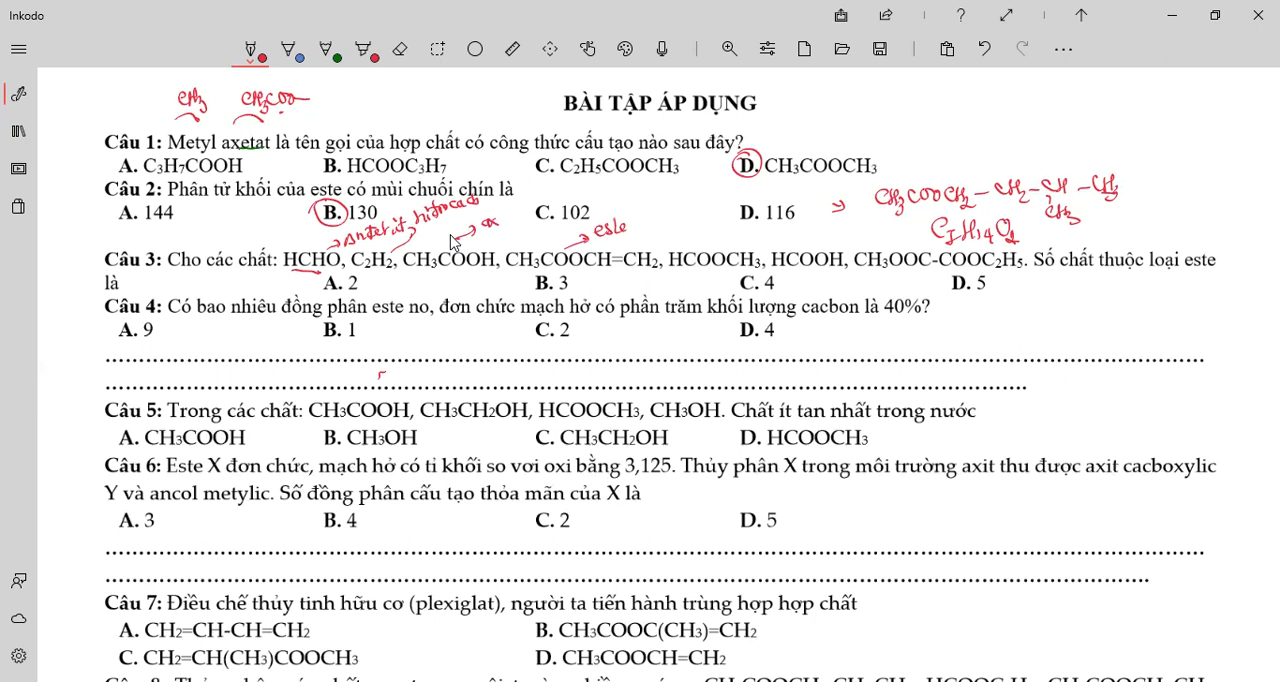 Inkodo
CH3 CH3COO
BÀI TẬP ÁP DỤNG
Câu 1: Metyl axetat là tên gọi của hợp chất có công thức cấu tạo nào sau đây?
A. C3H7COOH B. HCOOC3H7 C. C2H5COOCH3 D. CH3COOCH3
Câu 2: Phân tử khối của este có mùi chuối chín là
A. 144 B. 130 C. 102 D. 116
CH3COOCH2-CH2-CH-CH3
CH3
hiđrocacb
este
Câu 3: Cho các chất: HCHO, C2H2, CH3COOH, CH3COOCH=CH2, HCOOCH3, HCOOH, CH3OOC-COOC2H5. Số chất thuộc loại este
là A. 2 B. 3 C. 4 D. 5
Câu 4: Có bao nhiêu đồng phân este no, đơn chức mạch hở có phần trăm khối lượng cacbon là 40%?
A. 9 B. 1 C. 2 D. 4
Câu 5: Trong các chất: CH3COOH, CH3CH2OH, HCOOCH3, CH3OH. Chất ít tan nhất trong nước
A. CH3COOH B. CH3OH C. CH3CH2OH D. HCOOCH3
Câu 6: Este X đơn chức, mạch hở có tỉ khối so vơi oxi bằng 3,125. Thủy phân X trong môi trường axit thu được axit cacboxylic
Y và ancol metylic. Số đồng phân cấu tạo thỏa mãn của X là
A. 3 B. 4 C. 2 D. 5
Câu 7: Điều chế thủy tinh hữu cơ (plexiglat), người ta tiến hành trùng hợp hợp chất
A. CH2=CH-CH=CH2 B. CH3COOC(CH3)=CH2
C. CH2=CH(CH3)COOCH3 D. CH3COOCH=CH2